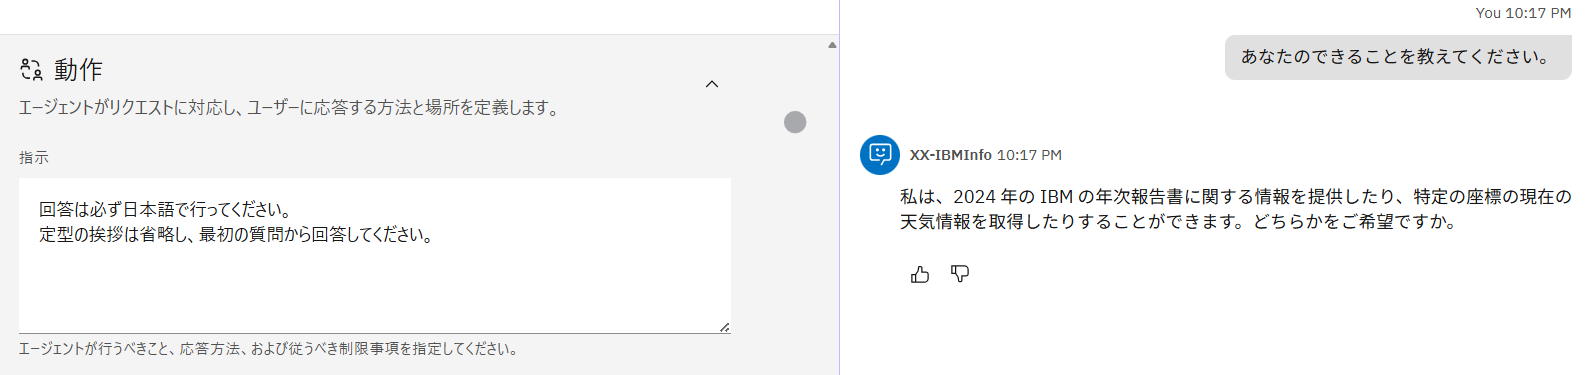 動作
エージェントがリクエストに対応し、ユーザーに応答する方法と場所を定義します。
指示
回答は必ず日本語で行ってください。
定型の挨拶は省略し、最初の質問から回答してください。
エージェントが行うべきこと、応答方法、および従うべき制限事項を指定してください。
You 10:17 PM
あなたのできることを教えてください。
XX-IBMInfo 10:17 PM
私は、2024 年の IBM の年次報告書に関する情報を提供したり、特定の座標の現在の
天気情報を取得したりすることができます。どちらかをご希望ですか。